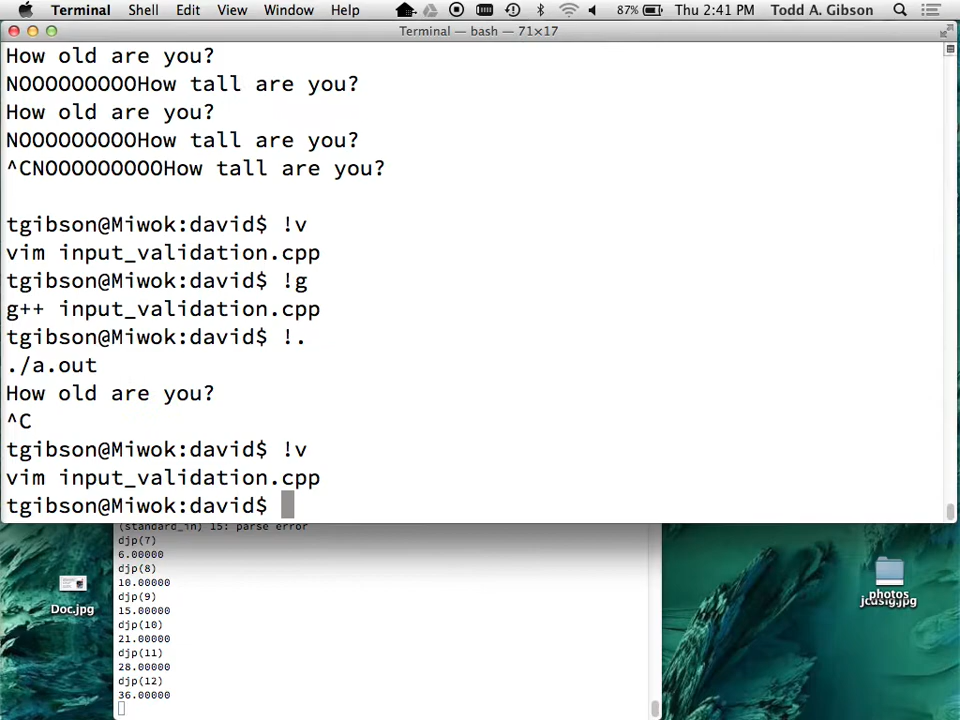 Terminal Shell Edit View Window Help 87% Thu 2:41 PM Todd A. Gibson
Terminal — bash — 71×17
How old are you?
NOOOOOOOOOHow tall are you?
How old are you?
NOOOOOOOOOHow tall are you?
^CNOOOOOOOOOHow tall are you?
tgibson@Miwok:david$ !v
vim input_validation.cpp
tgibson@Miwok:david$ !g
g++ input_validation.cpp
tgibson@Miwok:david$ !.
./a.out
How old are you?
^C
tgibson@Miwok:david$ !v
vim input_validation.cpp
tgibson@Miwok:david$
(standard_in) 15: parse error
djp(7)
6.00000
djp(8)
10.00000
djp(9)
15.00000
djp(10)
21.00000
djp(11)
28.00000
djp(12)
36.00000
Doc.jpg
photos